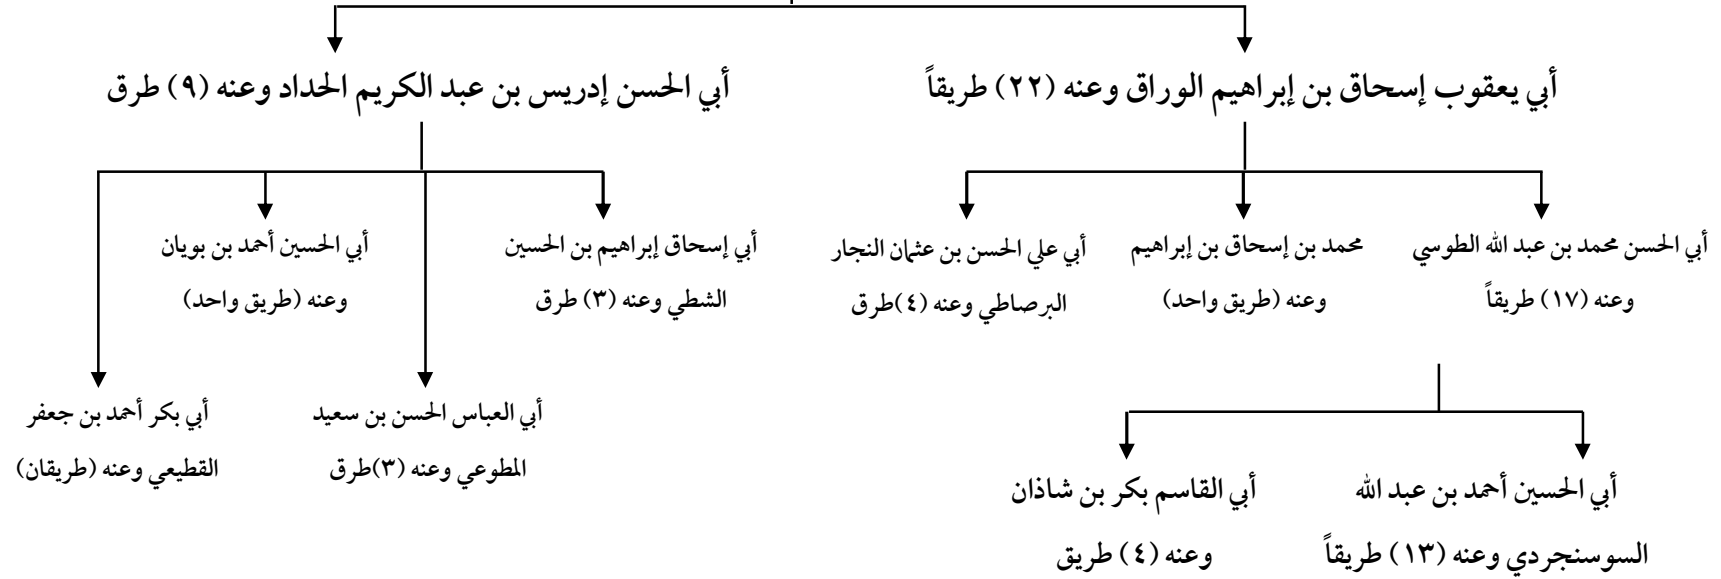 أبي يعقوب إسحاق بن إبراهيم الوراق وعنه (٢٢) طريقاً
أبي الحسن إدريس بن عبد الكريم الحداد وعنه (٩) طرق
أبي الحسن محمد بن عبد الله الطوسي
وعنه (١٧) طريقاً
محمد بن إسحاق بن إبراهيم
وعنه (طريق واحد)
أبي علي الحسن بن عثمان النجار
البرصاطي وعنه (٤)طرق
أبي إسحاق إبراهيم بن الحسين
الشطي وعنه (٣) طرق
أبي الحسين أحمد بن بويان
وعنه (طريق واحد)
أبي العباس الحسن بن سعيد
المطوعي وعنه (٣)طرق
أبي بكر أحمد بن جعفر
القطيعي وعنه (طريقان)
أبي الحسين أحمد بن عبد الله
السوسنجردي وعنه (١٣) طريقاً
أبي القاسم بكر بن شاذان
وعنه (٤) طريق